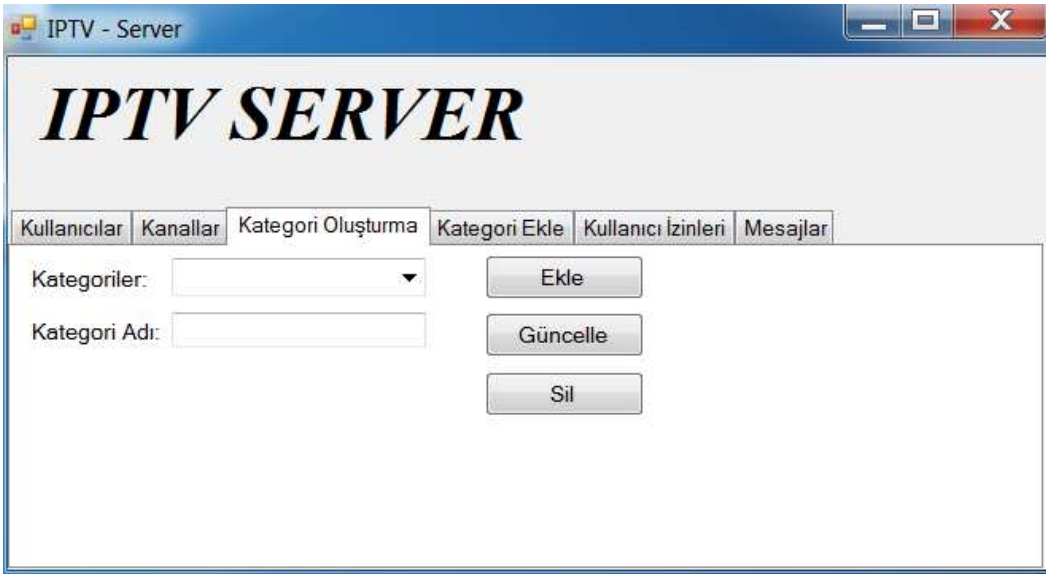 IPTV - Server
IPTV SERVER
Kullanıcılar Kanallar Kategori Oluşturma Kategori Ekle Kullanıcı İzinleri Mesajlar
Kategoriler: Ekle
Kategori Adı: Güncelle
Sil